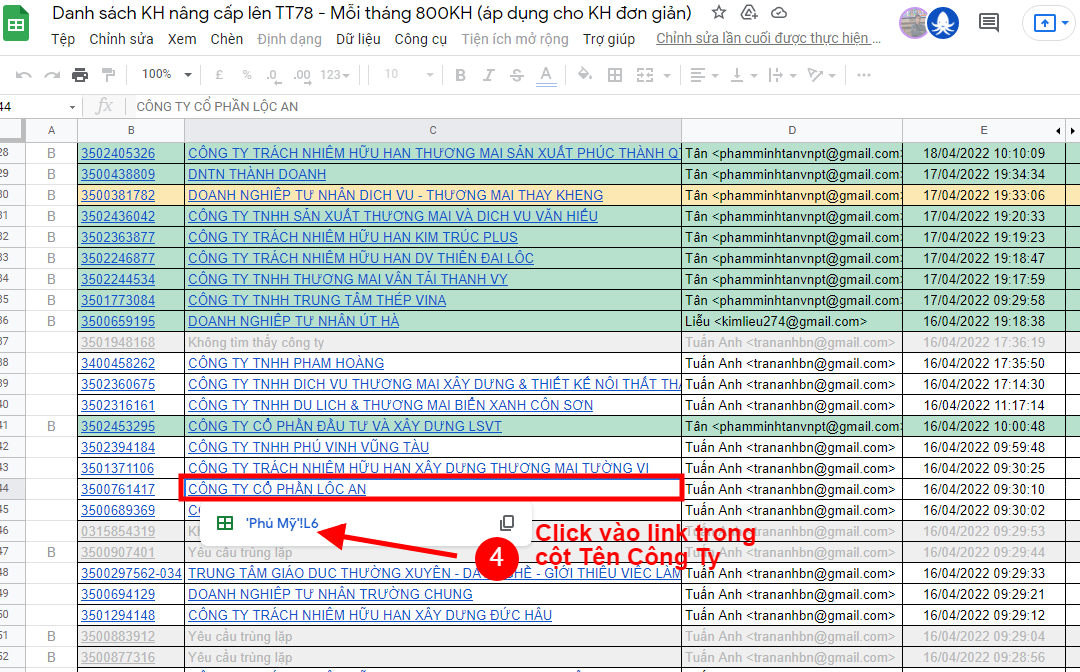 Danh sách KH nâng cấp lên TT78 - Mỗi tháng 800KH (áp dụng cho KH đơn giản)
Tệp Chỉnh sửa Xem Chèn Định dạng Dữ liệu Công cụ Tiện ích mở rộng Trợ giúp Chỉnh sửa lần cuối được thực hiện ...
100% £ % .0 .00 123 10 B I S A
44 fx CÔNG TY CỔ PHẦN LỘC AN
A B C D E
28 B 3502405326 CÔNG TY TRÁCH NHIỆM HỮU HẠN THƯƠNG MẠI SẢN XUẤT PHÚC THÀNH QT Tân <phamminhtanvnpt@gmail.com> 18/04/2022 10:10:09
29 B 3500438809 DNTN THÀNH DOANH Tân <phamminhtanvnpt@gmail.com> 17/04/2022 19:34:34
30 B 3500381782 DOANH NGHIỆP TƯ NHÂN DỊCH VỤ - THƯƠNG MẠI THAY KHENG Tân <phamminhtanvnpt@gmail.com> 17/04/2022 19:33:06
31 B 3502436042 CÔNG TY TNHH SẢN XUẤT THƯƠNG MẠI VÀ DỊCH VỤ VĂN HIẾU Tân <phamminhtanvnpt@gmail.com> 17/04/2022 19:20:33
32 B 3502363877 CÔNG TY TRÁCH NHIỆM HỮU HẠN KIM TRÚC PLUS Tân <phamminhtanvnpt@gmail.com> 17/04/2022 19:19:23
33 B 3502246877 CÔNG TY TRÁCH NHIỆM HỮU HẠN DV THIÊN ĐẠI LỘC Tân <phamminhtanvnpt@gmail.com> 17/04/2022 19:18:47
34 B 3502244534 CÔNG TY TNHH THƯƠNG MẠI VẬN TẢI THANH VY Tân <phamminhtanvnpt@gmail.com> 17/04/2022 19:17:59
35 B 3501773084 CÔNG TY TNHH TRUNG TÂM THÉP VINA Tân <phamminhtanvnpt@gmail.com> 17/04/2022 09:29:58
36 B 3500659195 DOANH NGHIỆP TƯ NHÂN ÚT HÀ Liễu <kimlieu274@gmail.com> 16/04/2022 19:18:38
37 3501948168 Không tìm thấy công ty Tuấn Anh <trananhbn@gmail.com> 16/04/2022 17:36:19
38 3400458262 CÔNG TY TNHH PHẠM HOÀNG Tuấn Anh <trananhbn@gmail.com> 16/04/2022 17:35:50
39 3502360675 CÔNG TY TNHH DỊCH VỤ THƯƠNG MẠI XÂY DỰNG & THIẾT KẾ NỘI THẤT THÀ Tuấn Anh <trananhbn@gmail.com> 16/04/2022 17:14:30
40 3502316161 CÔNG TY TNHH DU LỊCH & THƯƠNG MẠI BIỂN XANH CÔN SƠN Tuấn Anh <trananhbn@gmail.com> 16/04/2022 11:17:14
41 B 3502453295 CÔNG TY CỔ PHẦN ĐẦU TƯ VÀ XÂY DỰNG LSVT Tân <phamminhtanvnpt@gmail.com> 16/04/2022 10:00:48
42 3502394184 CÔNG TY TNHH PHÚ VINH VŨNG TÀU Tuấn Anh <trananhbn@gmail.com> 16/04/2022 09:59:48
43 3501371106 CÔNG TY TRÁCH NHIỆM HỮU HẠN XÂY DỰNG THƯƠNG MẠI TƯỜNG VI Tuấn Anh <trananhbn@gmail.com> 16/04/2022 09:30:25
44 3500761417 CÔNG TY CỔ PHẦN LỘC AN Tuấn Anh <trananhbn@gmail.com> 16/04/2022 09:30:10
45 3500689369 Tuấn Anh <trananhbn@gmail.com> 16/04/2022 09:30:02
'Phú Mỹ'!L6
Click vào link trong
cột Tên Công Ty
4
46 0315854319 Tuấn Anh <trananhbn@gmail.com> 16/04/2022 09:29:53
47 B 3500907401 Yêu cầu trùng lặp Tuấn Anh <trananhbn@gmail.com> 16/04/2022 09:29:44
48 3500297562-034 TRUNG TÂM GIÁO DỤC THƯỜNG XUYÊN - DẠY NGHỀ - GIỚI THIỆU VIỆC LÀM Tuấn Anh <trananhbn@gmail.com> 16/04/2022 09:29:33
49 3500694129 DOANH NGHIỆP TƯ NHÂN TRƯỜNG CHUNG Tuấn Anh <trananhbn@gmail.com> 16/04/2022 09:29:21
50 3501294148 CÔNG TY TRÁCH NHIỆM HỮU HẠN XÂY DỰNG ĐỨC HẬU Tuấn Anh <trananhbn@gmail.com> 16/04/2022 09:29:12
51 B 3500883912 Yêu cầu trùng lặp Tuấn Anh <trananhbn@gmail.com> 16/04/2022 09:29:04
52 B 3500877316 Yêu cầu trùng lặp Tuấn Anh <trananhbn@gmail.com> 16/04/2022 09:28:56